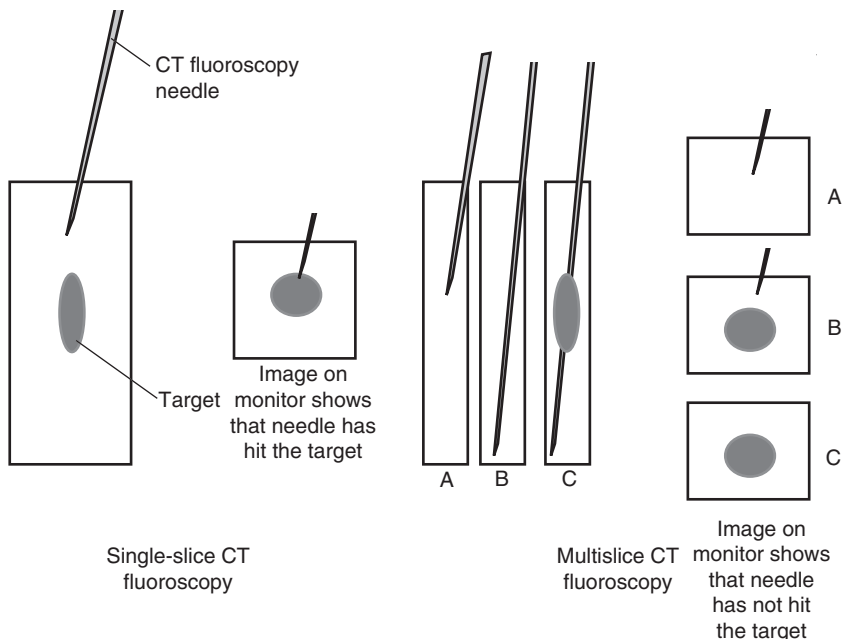 CT fluoroscopy
needle
Target
Image on
monitor shows
that needle has
hit the target
Single-slice CT
fluoroscopy
A
B
C
A
B
C
Multislice CT
fluoroscopy
Image on
monitor shows
that needle
has not hit
the target